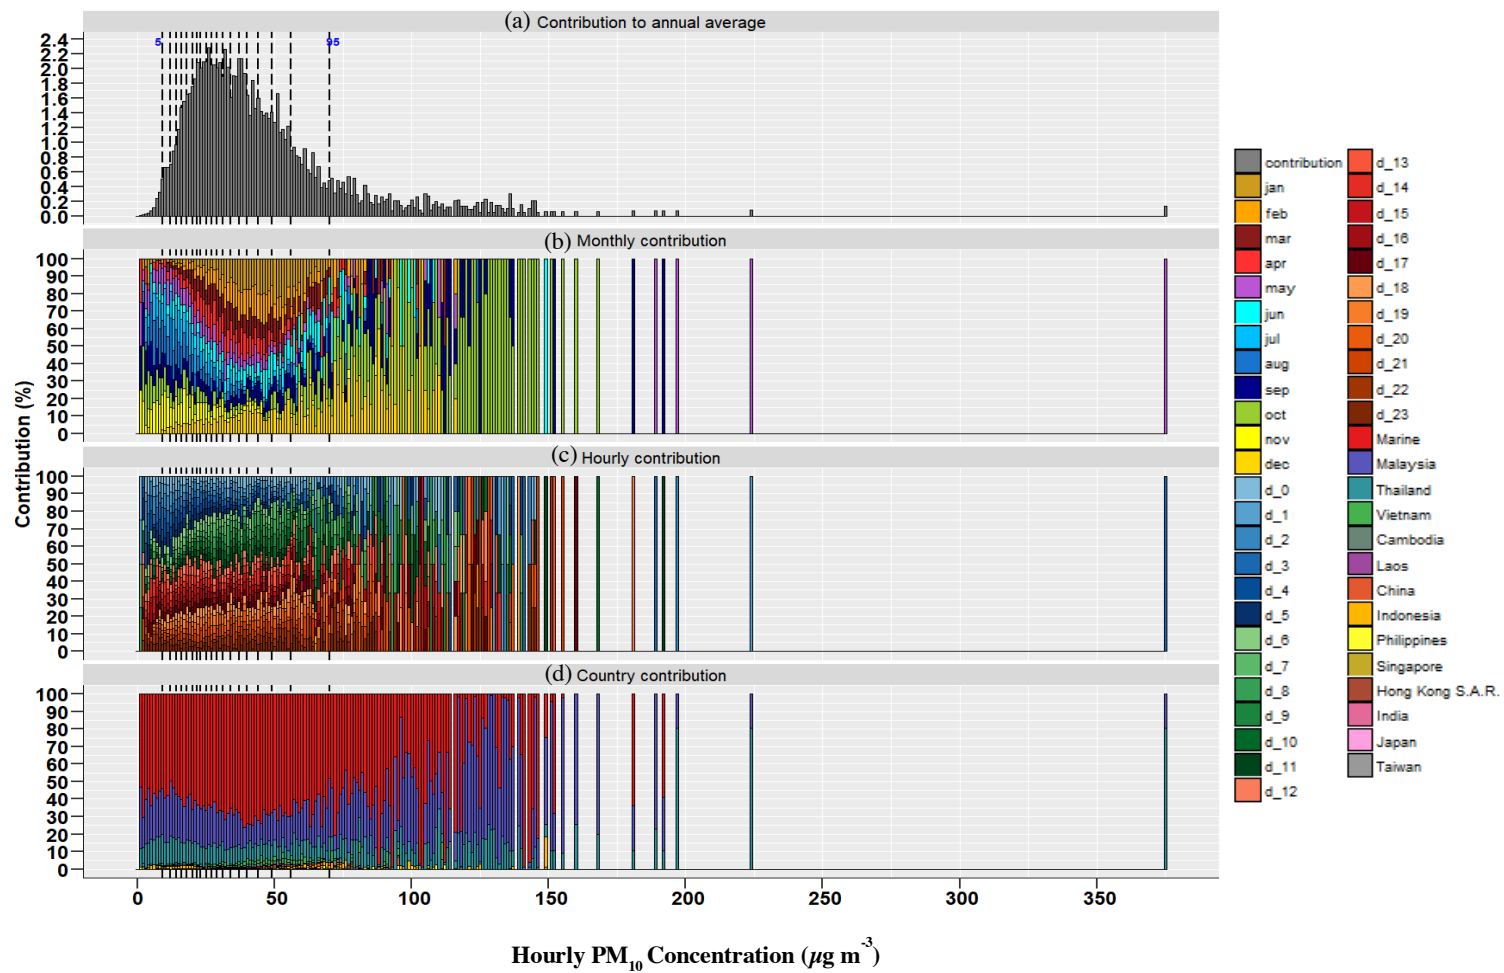 (a) Contribution to annual average
2.4
2.2
2.0
1.8
1.6
1.4
1.2
1.0
0.8
0.6
0.4
0.2
0.0
5
95
(b) Monthly contribution
100
90
80
70
60
50
40
30
20
10
0
(c) Hourly contribution
100
90
80
70
60
50
40
30
20
10
0
(d) Country contribution
100
90
80
70
60
50
40
30
20
10
0
Contribution (%)
0 50 100 150 200 250 300 350
Hourly PM10 Concentration (µg m-3)
contribution
jan
feb
mar
apr
may
jun
jul
aug
sep
oct
nov
dec
d_0
d_1
d_2
d_3
d_4
d_5
d_6
d_7
d_8
d_9
d_10
d_11
d_12
d_13
d_14
d_15
d_16
d_17
d_18
d_19
d_20
d_21
d_22
d_23
Marine
Malaysia
Thailand
Vietnam
Cambodia
Laos
China
Indonesia
Philippines
Singapore
Hong Kong S.A.R.
India
Japan
Taiwan